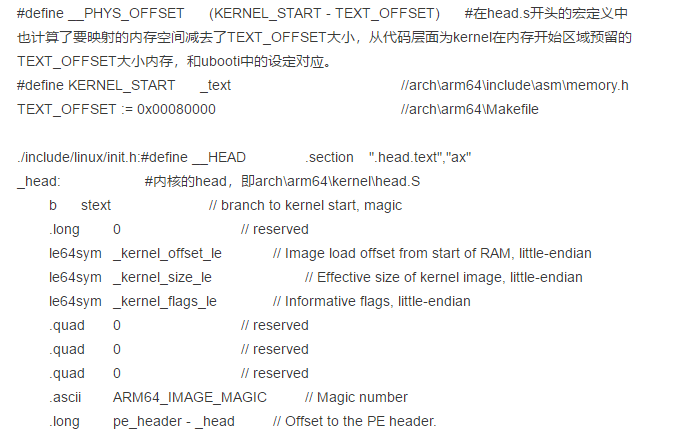 #define __PHYS_OFFSET (KERNEL_START - TEXT_OFFSET) #在head.s开头的宏定义中
也计算了要映射的内存空间减去了TEXT_OFFSET大小，从代码层面为kernel在内存开始区域预留的
TEXT_OFFSET大小内存，和ubooti中的设定对应。
#define KERNEL_START _text //arch\arm64\include\asm\memory.h
TEXT_OFFSET := 0x00080000 //arch\arm64\Makefile
./include/linux/init.h:#define __HEAD .section ".head.text","ax"
_head: #内核的head，即arch\arm64\kernel\head.S
b stext // branch to kernel start, magic
.long 0 // reserved
le64sym _kernel_offset_le // Image load offset from start of RAM, little-endian
le64sym _kernel_size_le // Effective size of kernel image, little-endian
le64sym _kernel_flags_le // Informative flags, little-endian
.quad 0 // reserved
.quad 0 // reserved
.quad 0 // reserved
.ascii ARM64_IMAGE_MAGIC // Magic number
.long pe_header - _head // Offset to the PE header.